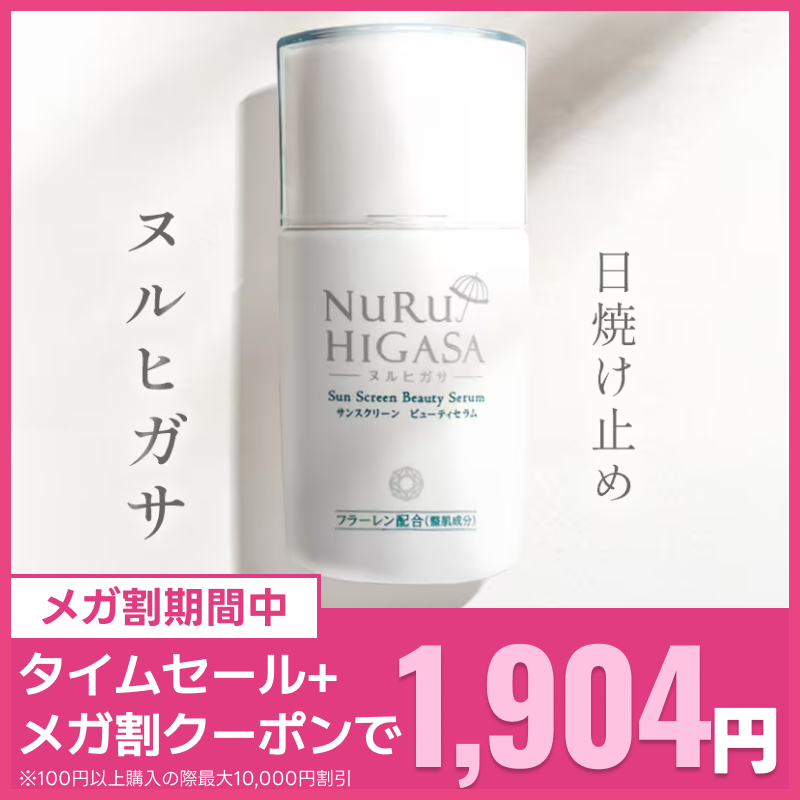 ヌルヒガサ
日焼け止め
NuRu
HIGASA
ヌルヒガサ
Sun Screen Beauty Serum
サンスクリーン ビューティセラム
フラーレン配合(整肌成分)
メガ割期間中
タイムセール+
メガ割クーポンで
1,904円
※100円以上購入の際最大10,000円割引